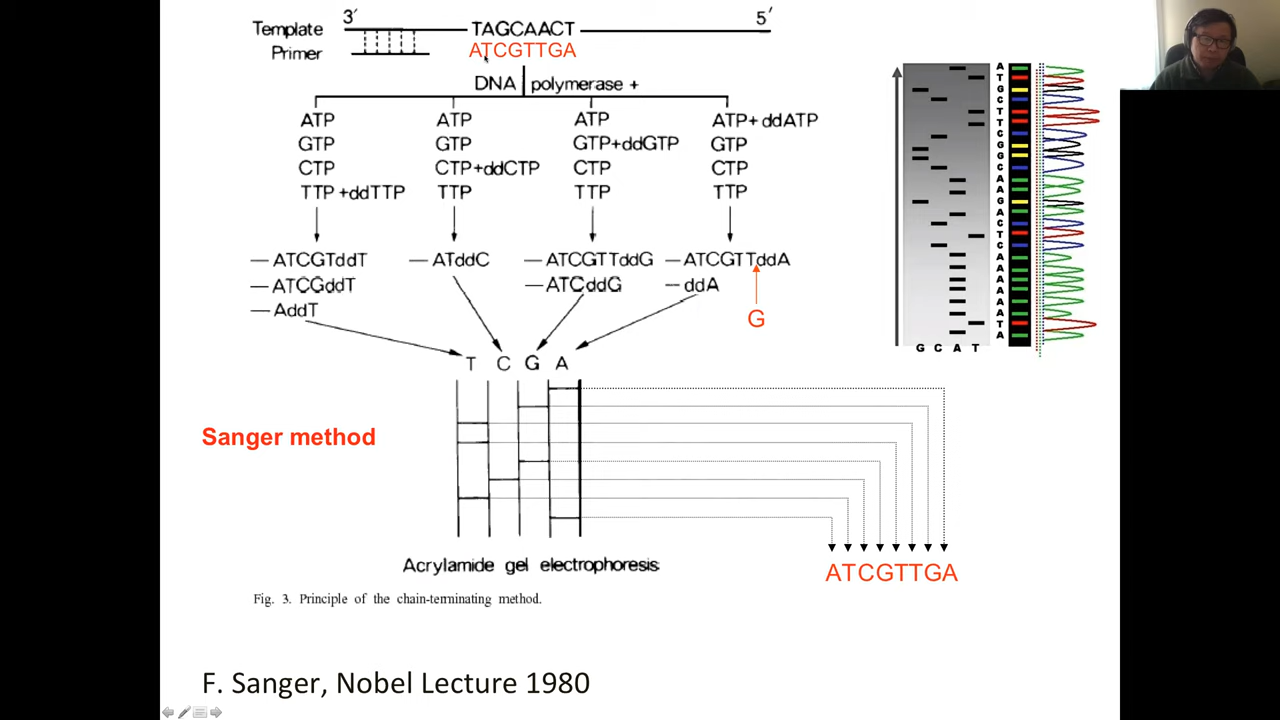 3′ 5′
Template TAGCAACT
Primer ATCGTTGA
DNA polymerase +
ATP ATP ATP ATP+ddATP
GTP GTP GTP+ddGTP GTP
CTP CTP+ddCTP CTP CTP
TTP +ddTTP TTP TTP TTP
— ATCGTddT — ATddC — ATCGTTddG — ATCGTTddA
— ATCGddT — ATCddG — ddA
— AddT
G
T C G A
Sanger method
Acrylamide gel electrophoresis
ATCGTTGA
Fig. 3. Principle of the chain-terminating method.
F. Sanger, Nobel Lecture 1980
A
T
G
C
T
T
C
G
G
C
A
A
G
A
C
T
C
A
A
A
A
A
A
T
A
G C A T